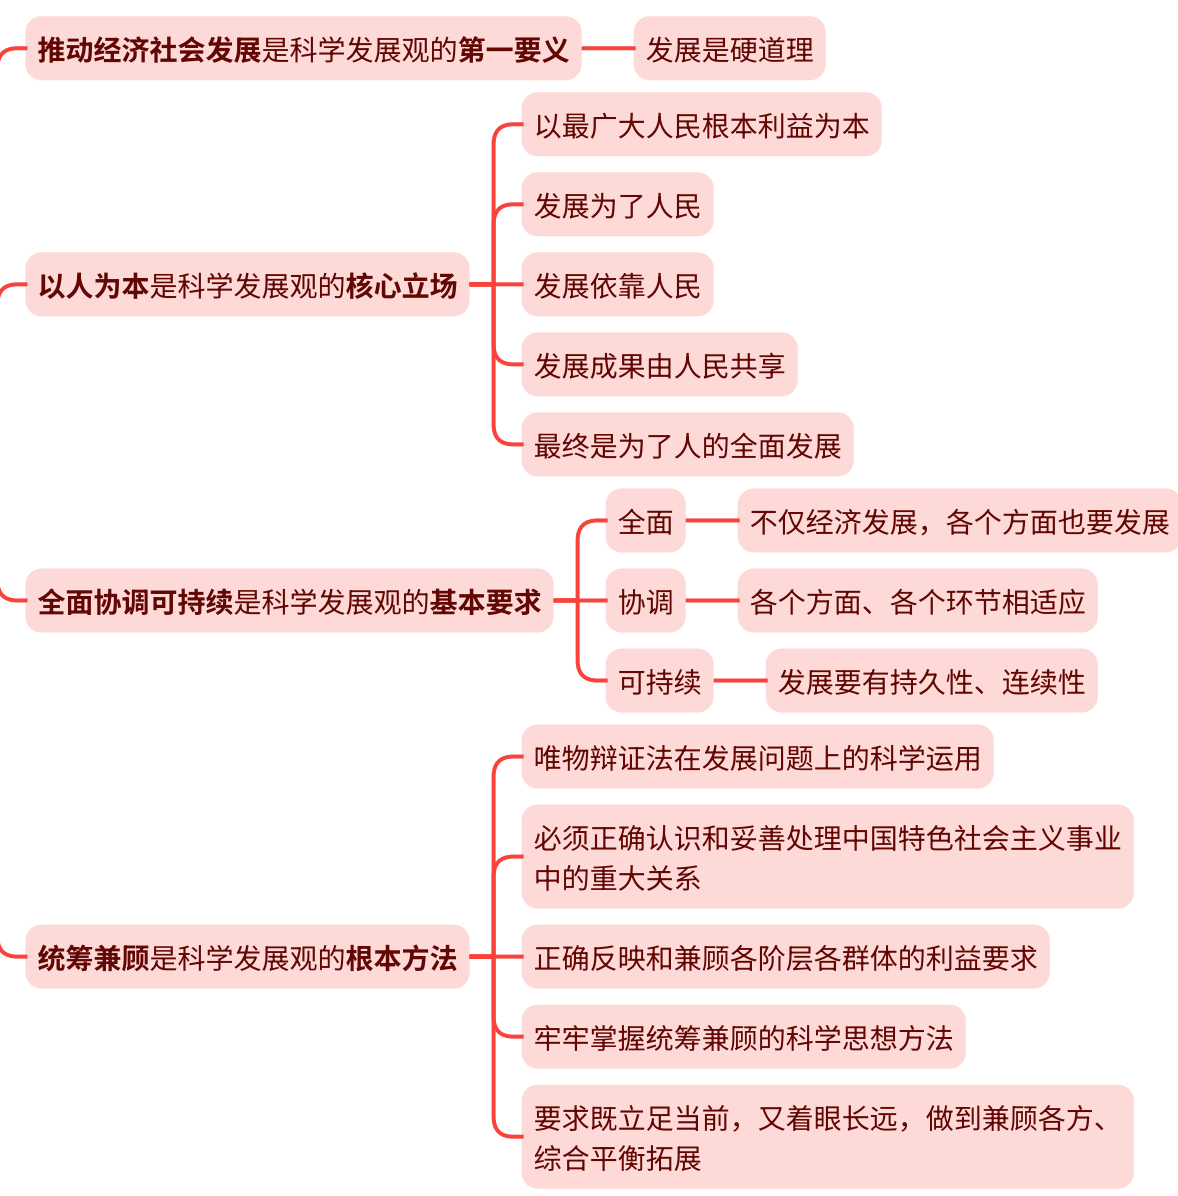 推动经济社会发展是科学发展观的第一要义
发展是硬道理
以人为本是科学发展观的核心立场
以最广大人民根本利益为本
发展为了人民
发展依靠人民
发展成果由人民共享
最终是为了人的全面发展
全面协调可持续是科学发展观的基本要求
全面
不仅经济发展，各个方面也要发展
协调
各个方面、各个环节相适应
可持续
发展要有持久性、连续性
统筹兼顾是科学发展观的根本方法
唯物辩证法在发展问题上的科学运用
必须正确认识和妥善处理中国特色社会主义事业
中的重大关系
正确反映和兼顾各阶层各群体的利益要求
牢牢掌握统筹兼顾的科学思想方法
要求既立足当前，又着眼长远，做到兼顾各方、
综合平衡拓展